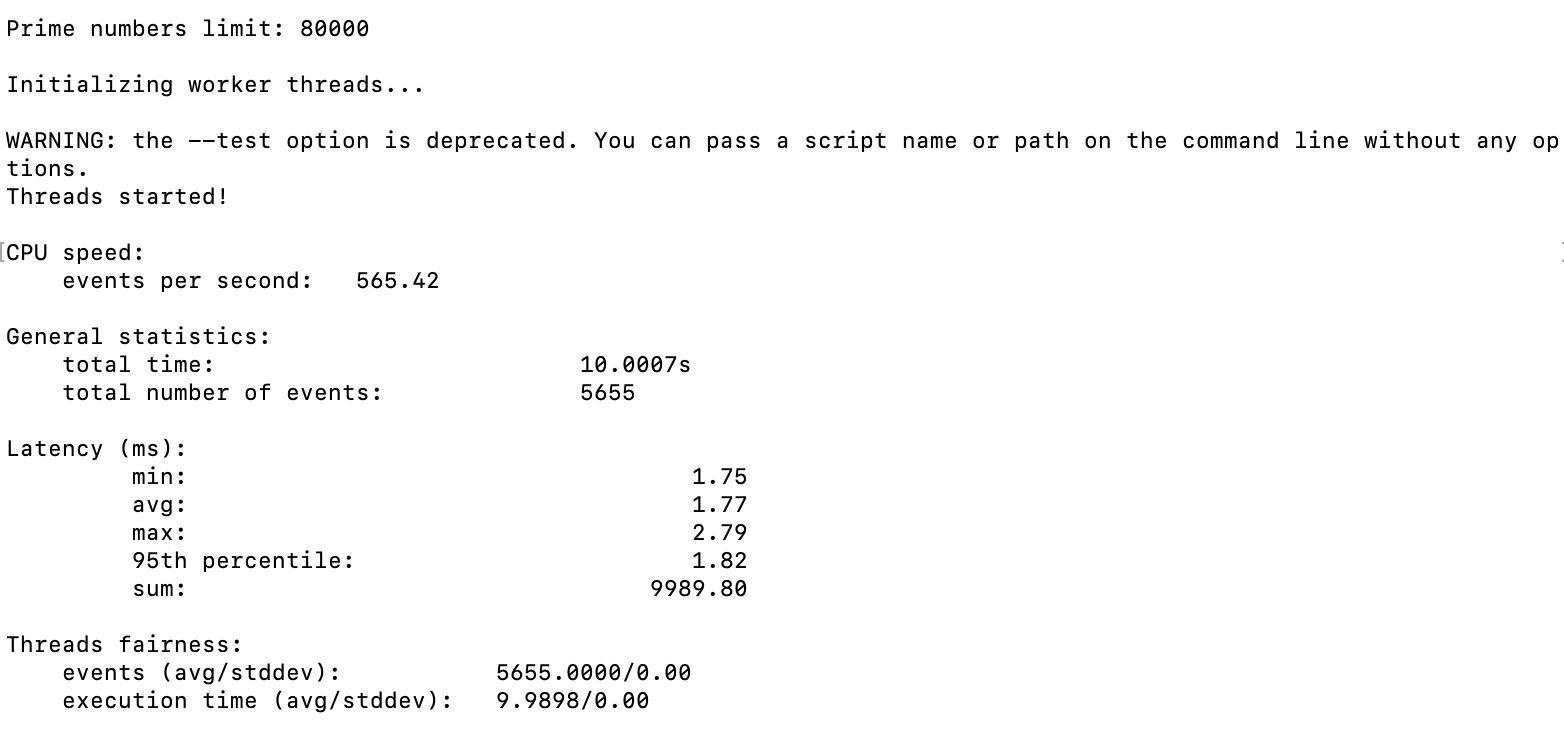 Prime numbers limit: 80000
Initializing worker threads...
WARNING: the --test option is deprecated. You can pass a script name or path on the command line without any op
tions.
Threads started!
CPU speed:
events per second: 565.42
General statistics:
total time: 10.0007s
total number of events: 5655
Latency (ms):
min: 1.75
avg: 1.77
max: 2.79
95th percentile: 1.82
sum: 9989.80
Threads fairness:
events (avg/stddev): 5655.0000/0.00
execution time (avg/stddev): 9.9898/0.00